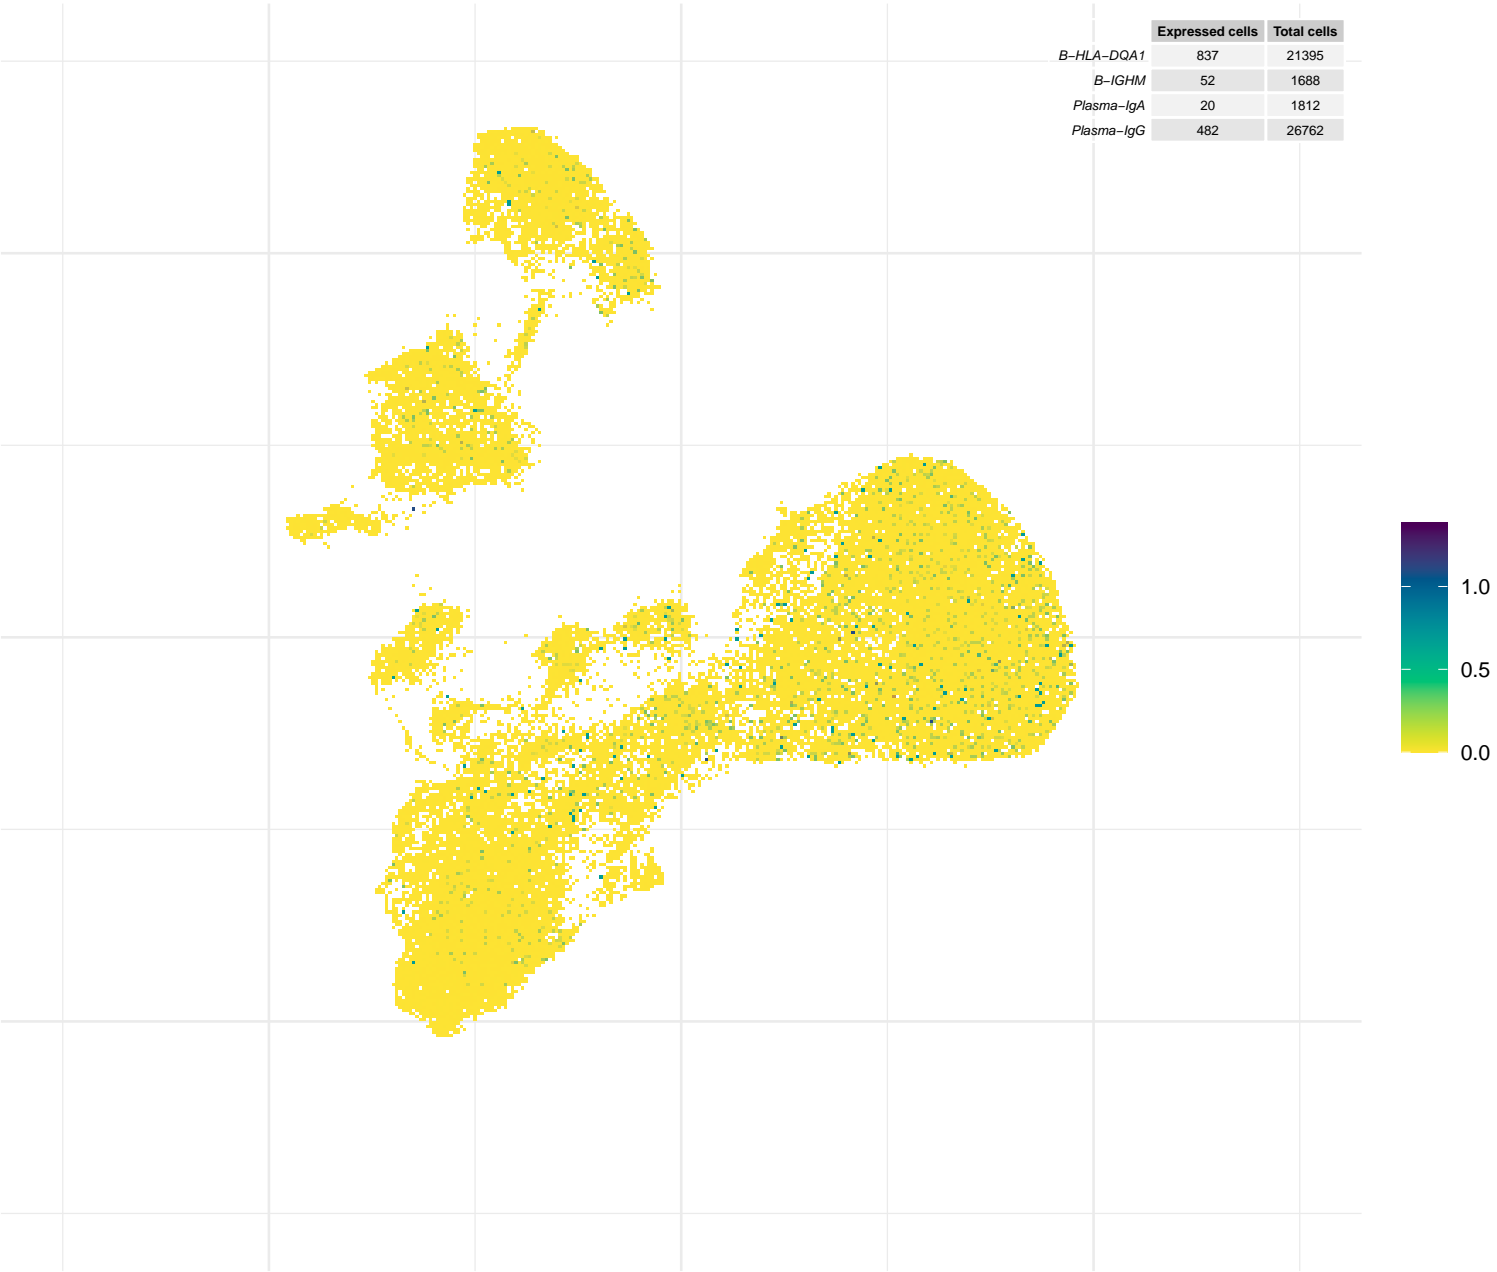 Expressed cells Total cells
B−HLA−DQA1 837 21395
B−IGHM 52 1688
Plasma−IgA 20 1812
Plasma−IgG 482 26762
1.0
0.5
0.0